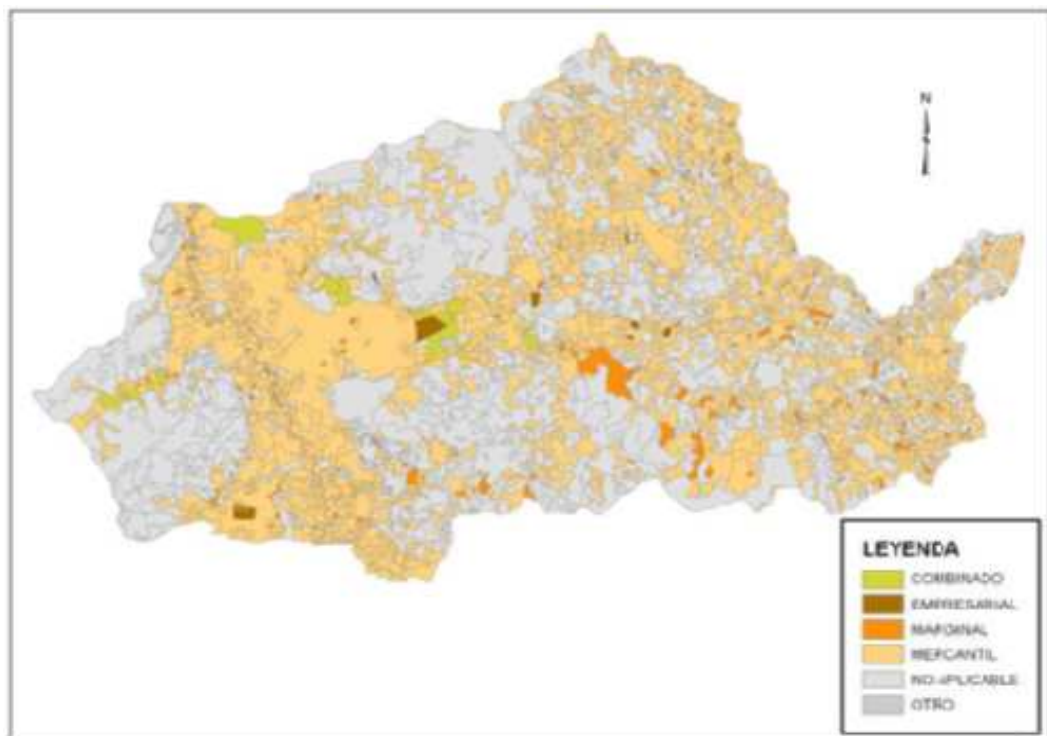 N
LEYENDA
COMBINADO
EMPRESARIAL
MARGINAL
MERCANTIL
NO APLICABLE
OTRO